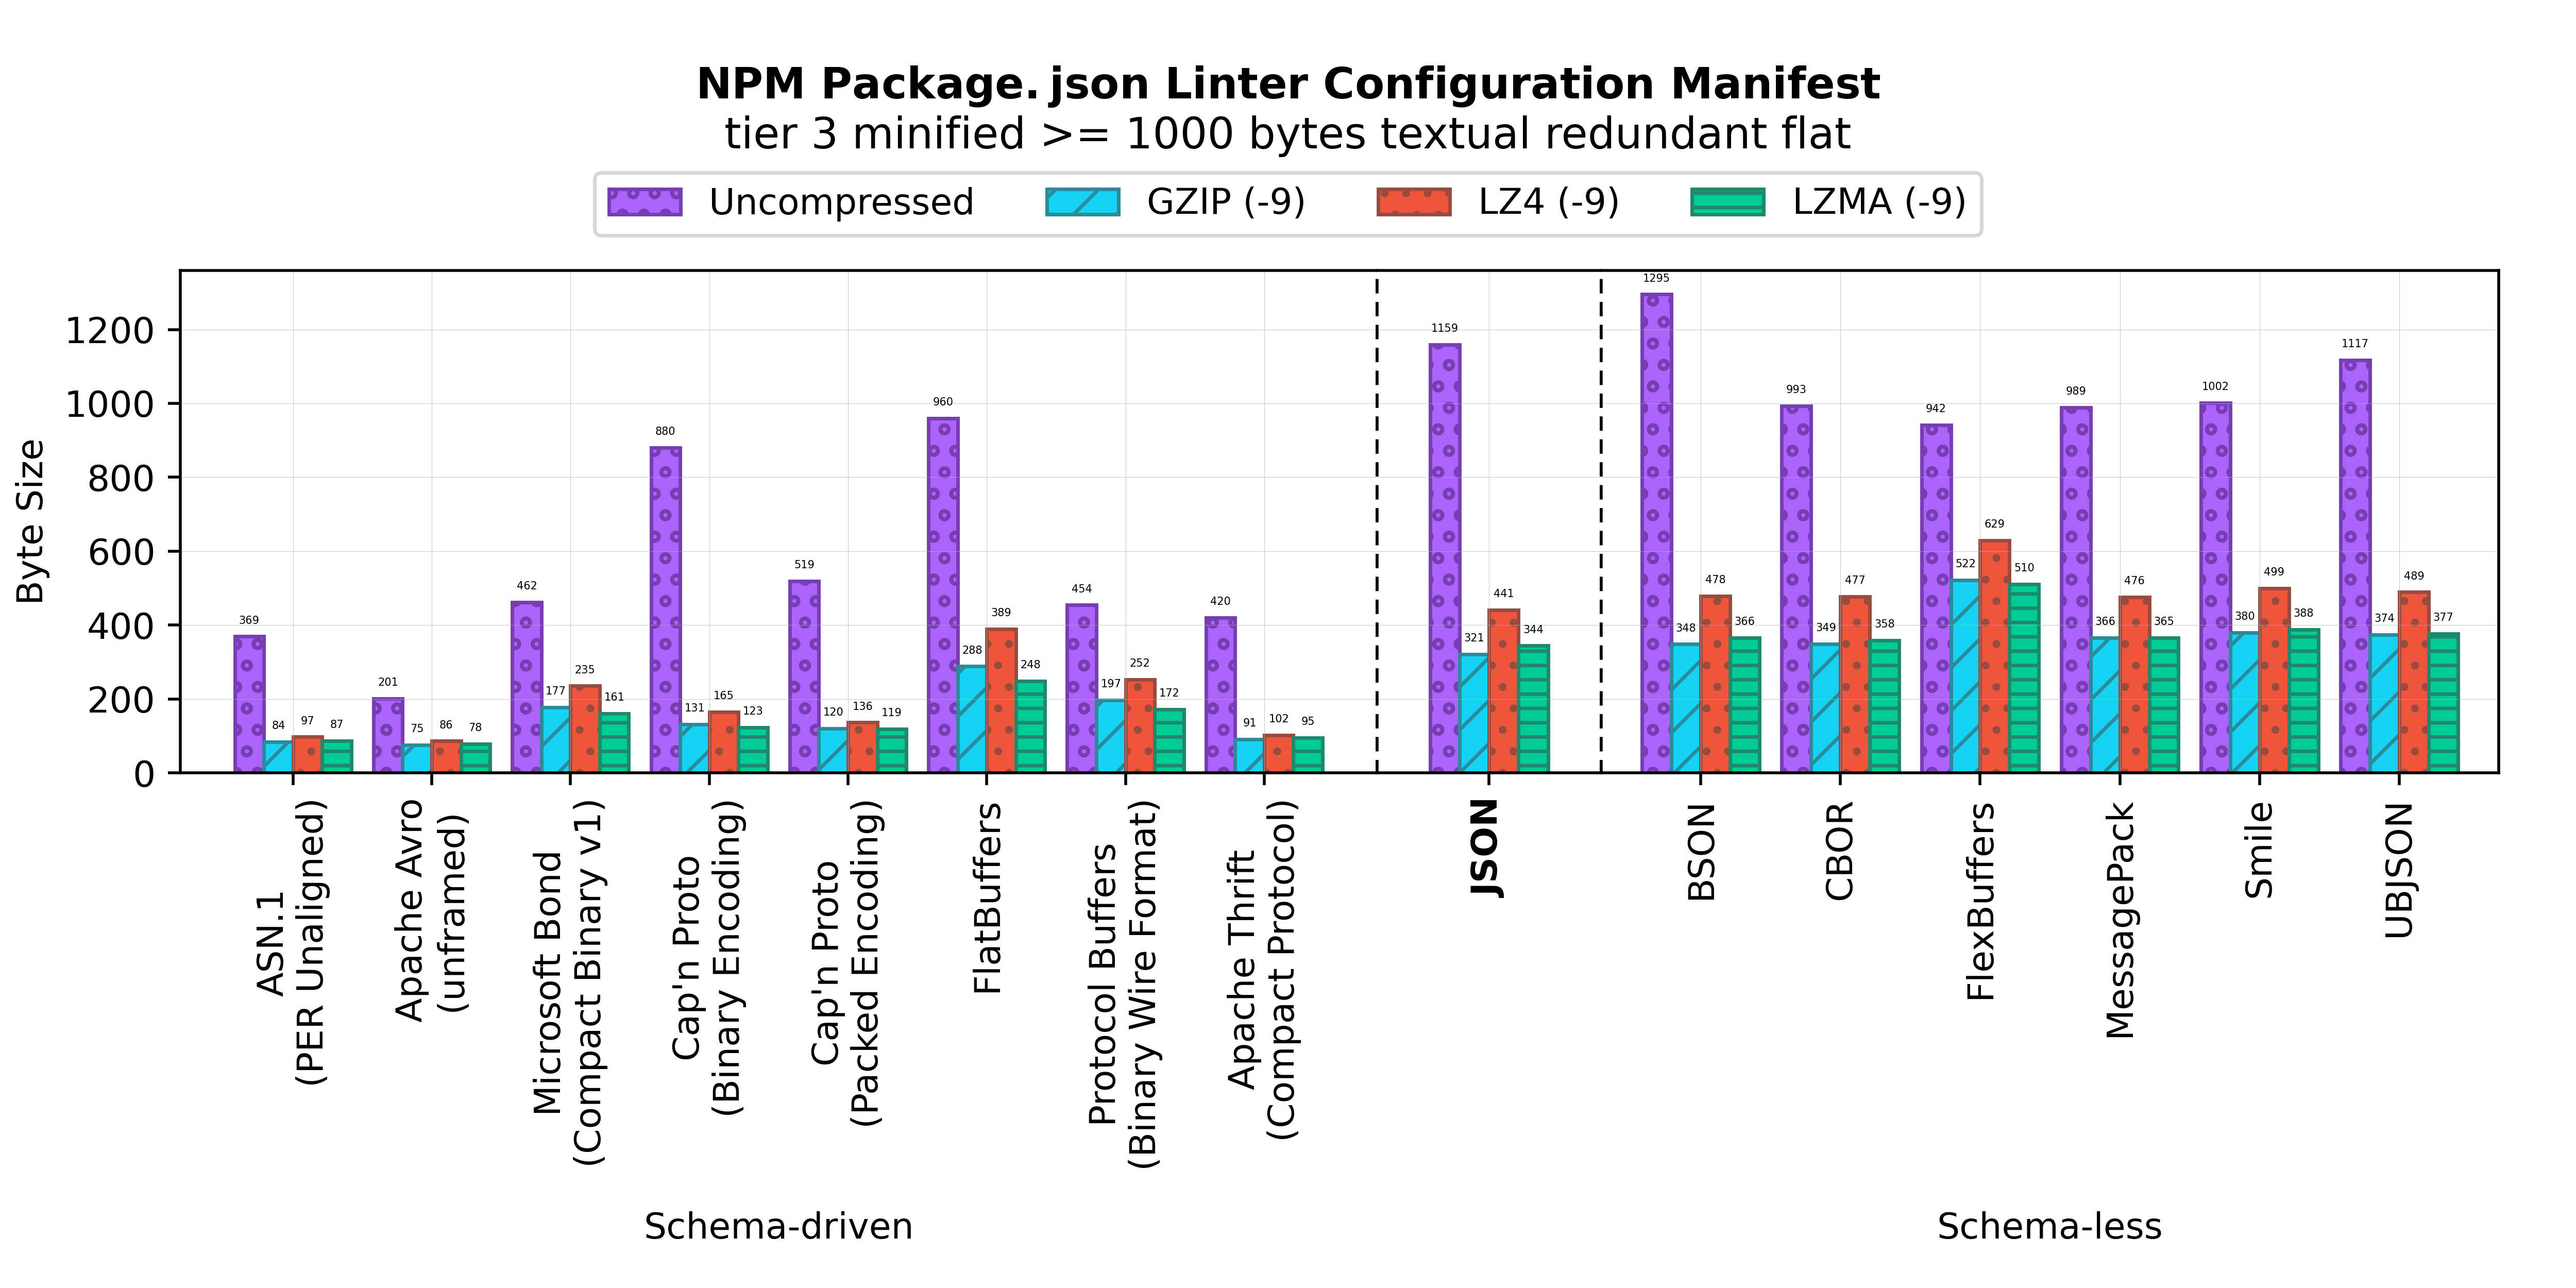 NPM Package.json Linter Configuration Manifest
tier 3 minified >= 1000 bytes textual redundant flat
Uncompressed
GZIP (-9)
LZ4 (-9)
LZMA (-9)
Byte Size
1200
1000
800
600
400
200
0
369
84
97
87
201
75
86
78
462
177
235
161
880
131
165
123
519
120
136
119
960
288
389
248
454
197
252
172
420
91
102
95
1159
321
441
344
1295
348
478
366
993
349
477
358
942
522
629
510
989
366
476
365
1002
380
499
388
1117
374
489
377
ASN.1
(PER Unaligned)
Apache Avro
(unframed)
Microsoft Bond
(Compact Binary v1)
Cap'n Proto
(Binary Encoding)
Cap'n Proto
(Packed Encoding)
FlatBuffers
Protocol Buffers
(Binary Wire Format)
Apache Thrift
(Compact Protocol)
JSON
BSON
CBOR
FlexBuffers
MessagePack
Smile
UBJSON
Schema-driven
Schema-less